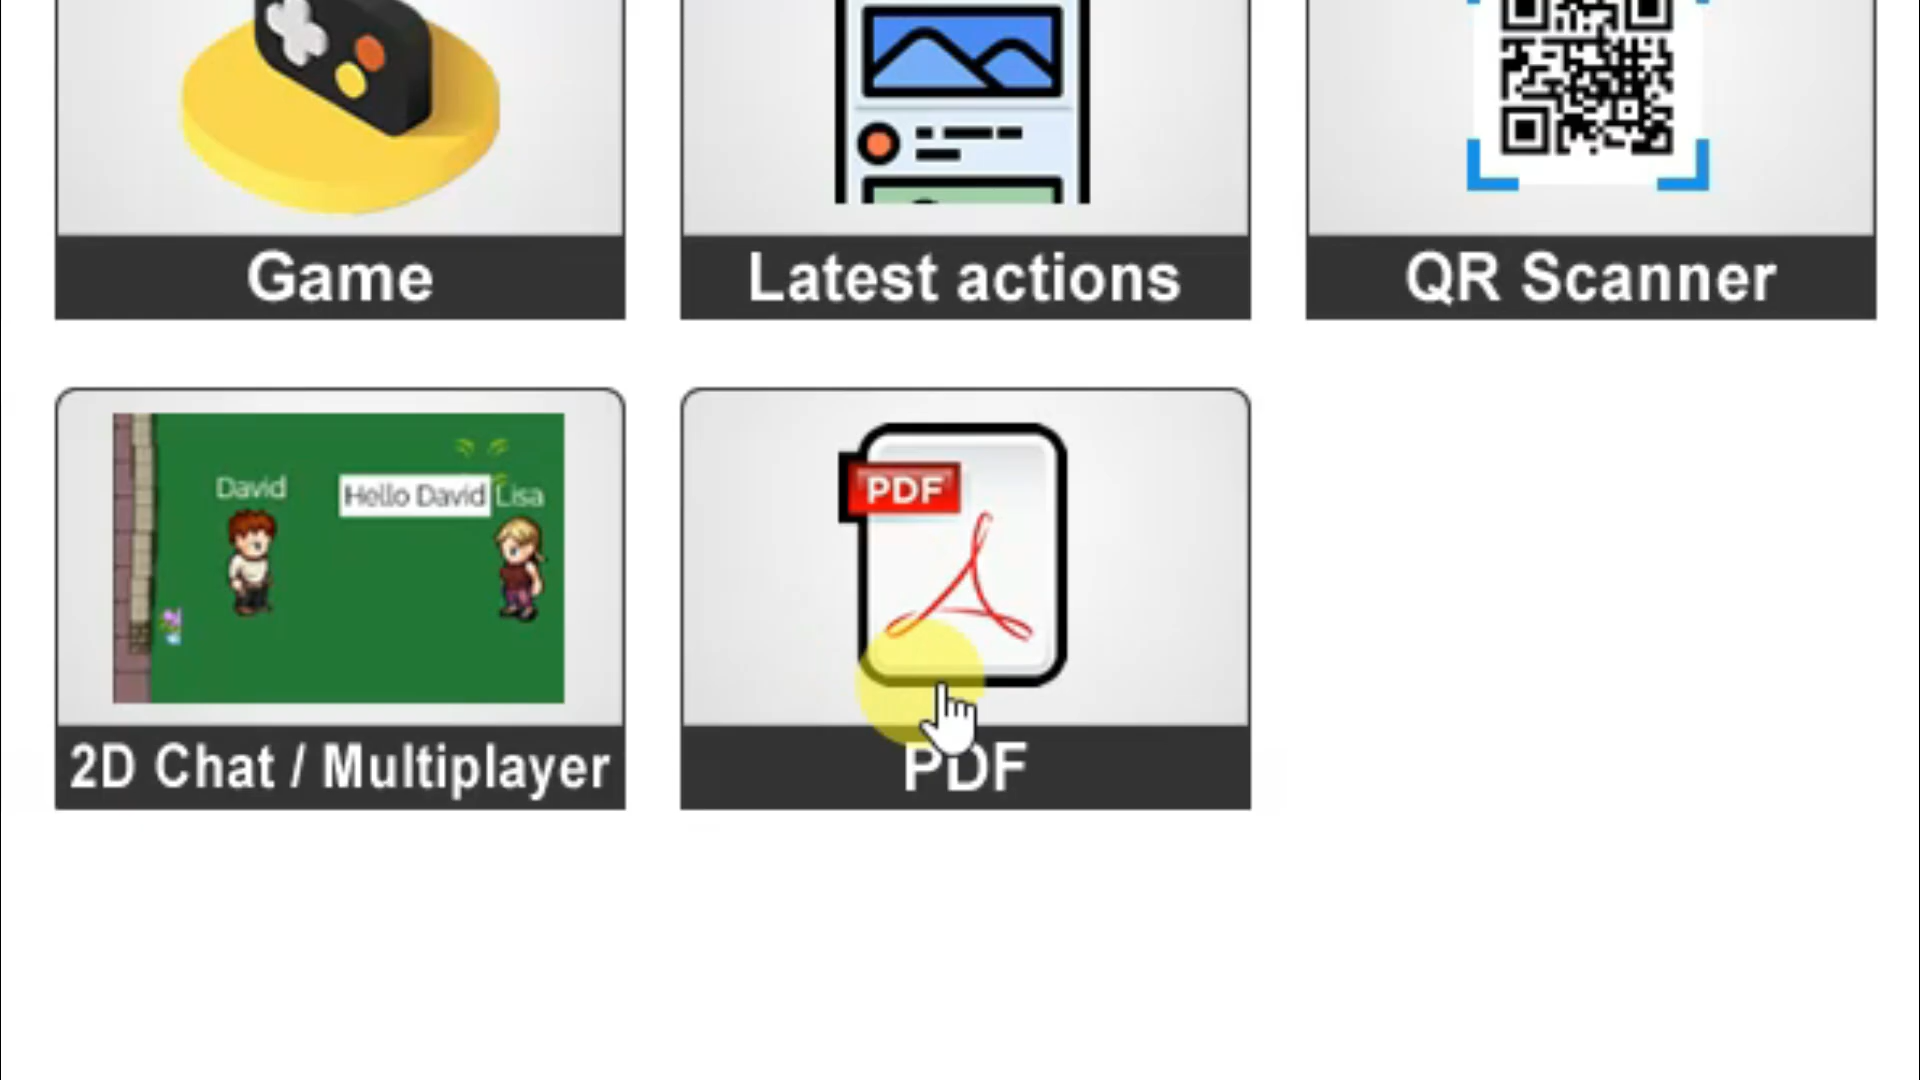 Game
Latest actions
QR Scanner
David
Hello David Lisa
PDF
2D Chat / Multiplayer
PDF